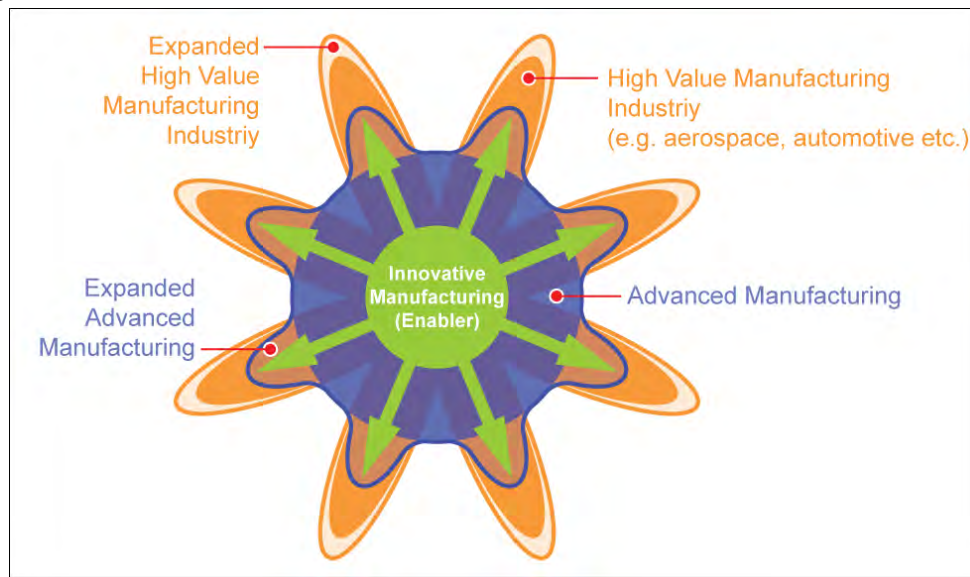 Expanded
High Value
Manufacturing
Industriy
High Value Manufacturing
Industriy
(e.g. aerospace, automotive etc.)
Innovative
Manufacturing
(Enabler)
Expanded
Advanced
Manufacturing
Advanced Manufacturing